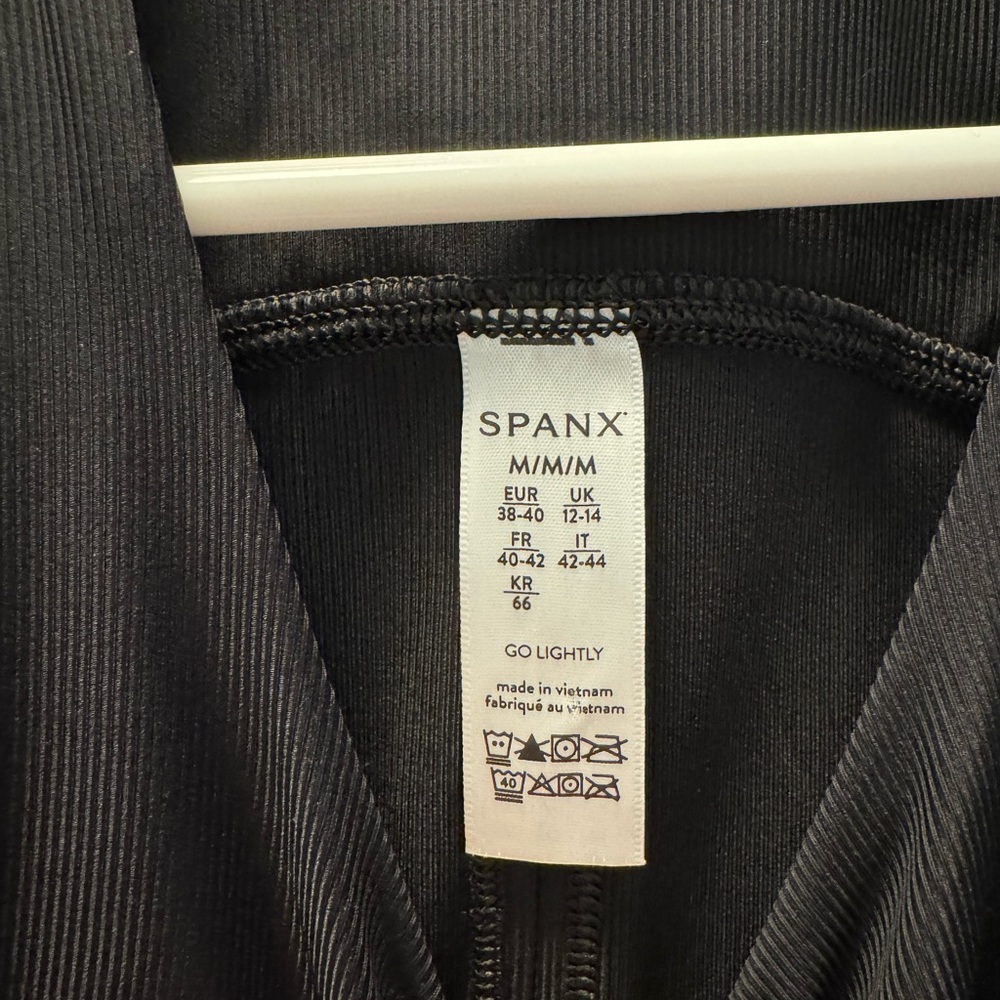 SPANX
M/M/M
EUR UK
38-40 12-14
FR IT
40-42 42-44
KR
66
GO LIGHTLY
made in vietnam
fabriqué au vietnam
40